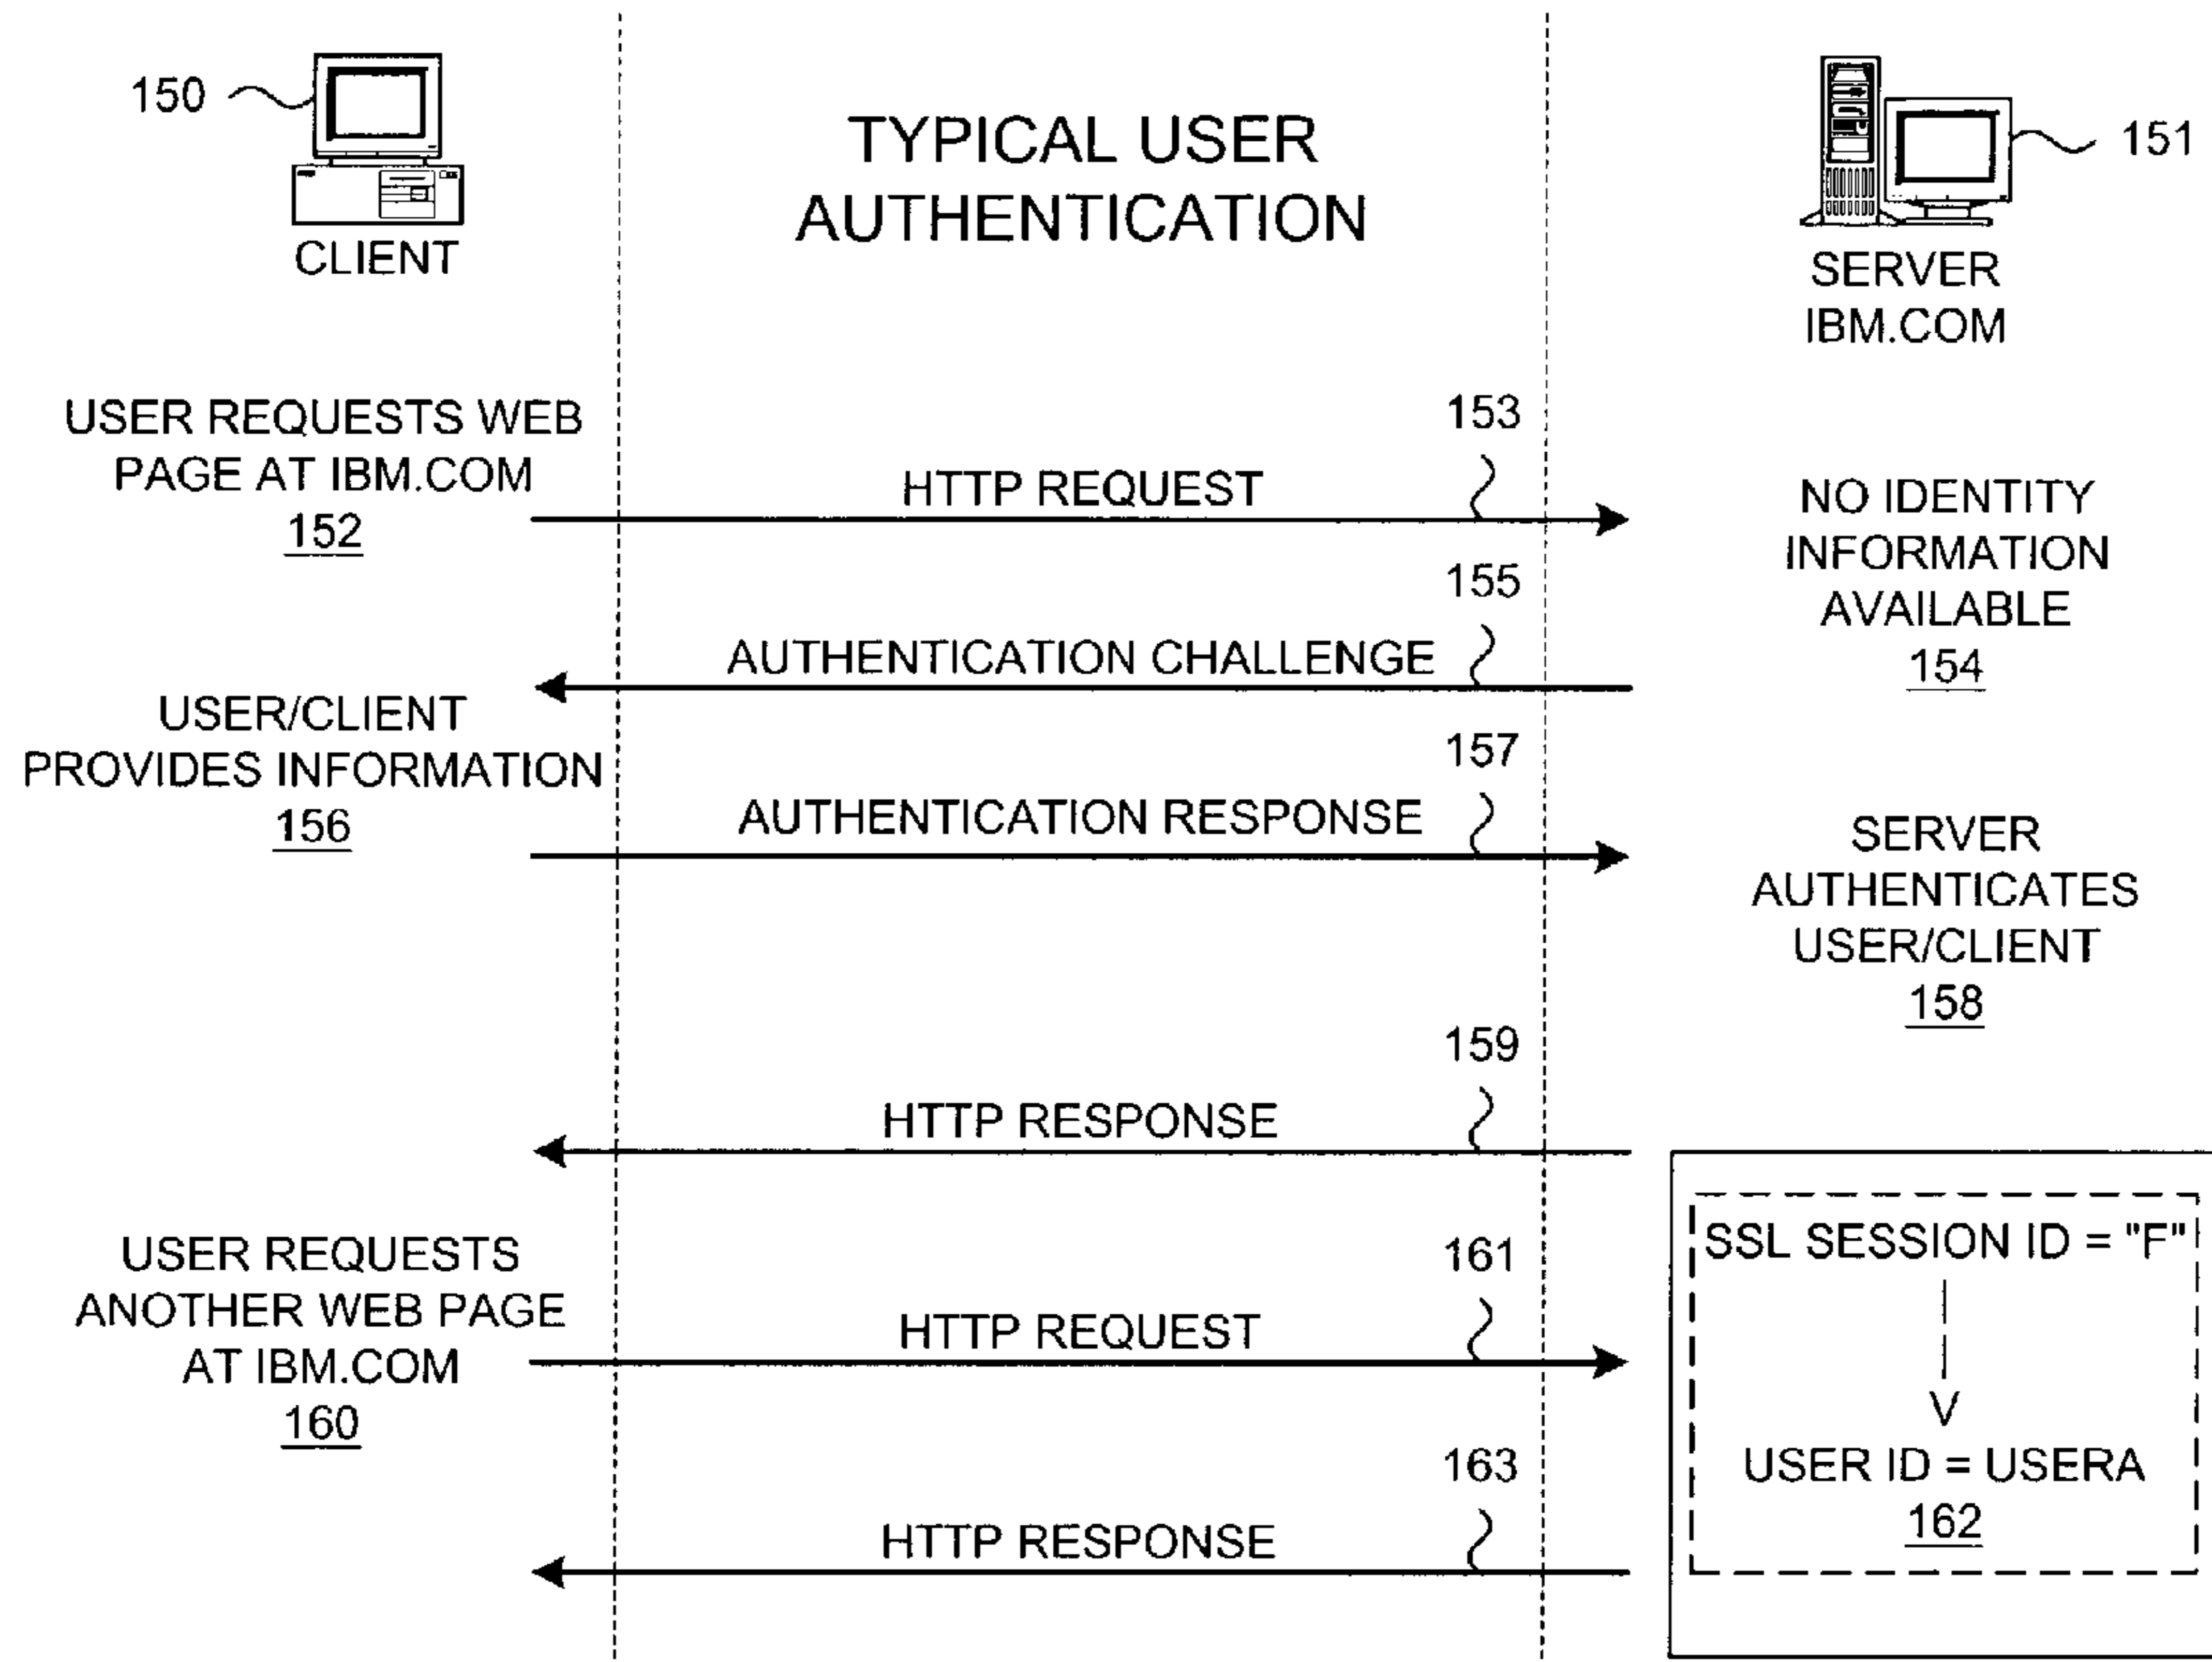 150
CLIENT
TYPICAL USER
AUTHENTICATION
151
SERVER
IBM.COM
USER REQUESTS WEB
PAGE AT IBM.COM
152
HTTP REQUEST
153
NO IDENTITY
INFORMATION
AVAILABLE
154
AUTHENTICATION CHALLENGE
155
USER/CLIENT
PROVIDES INFORMATION
156
AUTHENTICATION RESPONSE
157
SERVER
AUTHENTICATES
USER/CLIENT
158
HTTP RESPONSE
159
USER REQUESTS
ANOTHER WEB PAGE
AT IBM.COM
160
HTTP REQUEST
161
SSL SESSION ID = "F"
V
USER ID = USERA
162
HTTP RESPONSE
163